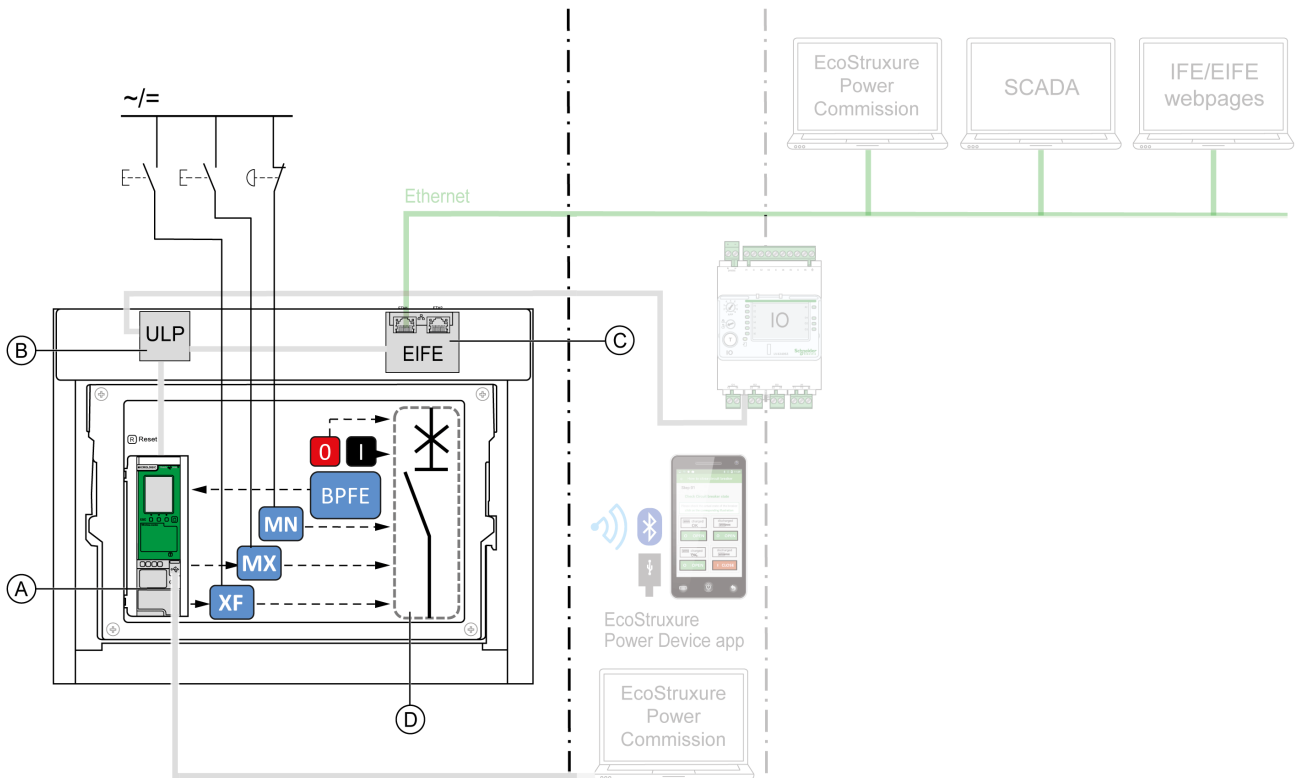 EcoStruxure
Power
Commission
SCADA
IFE/EIFE
webpages
~/=
Ethernet
ULP
EIFE
IO
B
C
R Reset
O I
BPFE
MN
MX
XF
A
D
EcoStruxure
Power Device app
EcoStruxure
Power
Commission